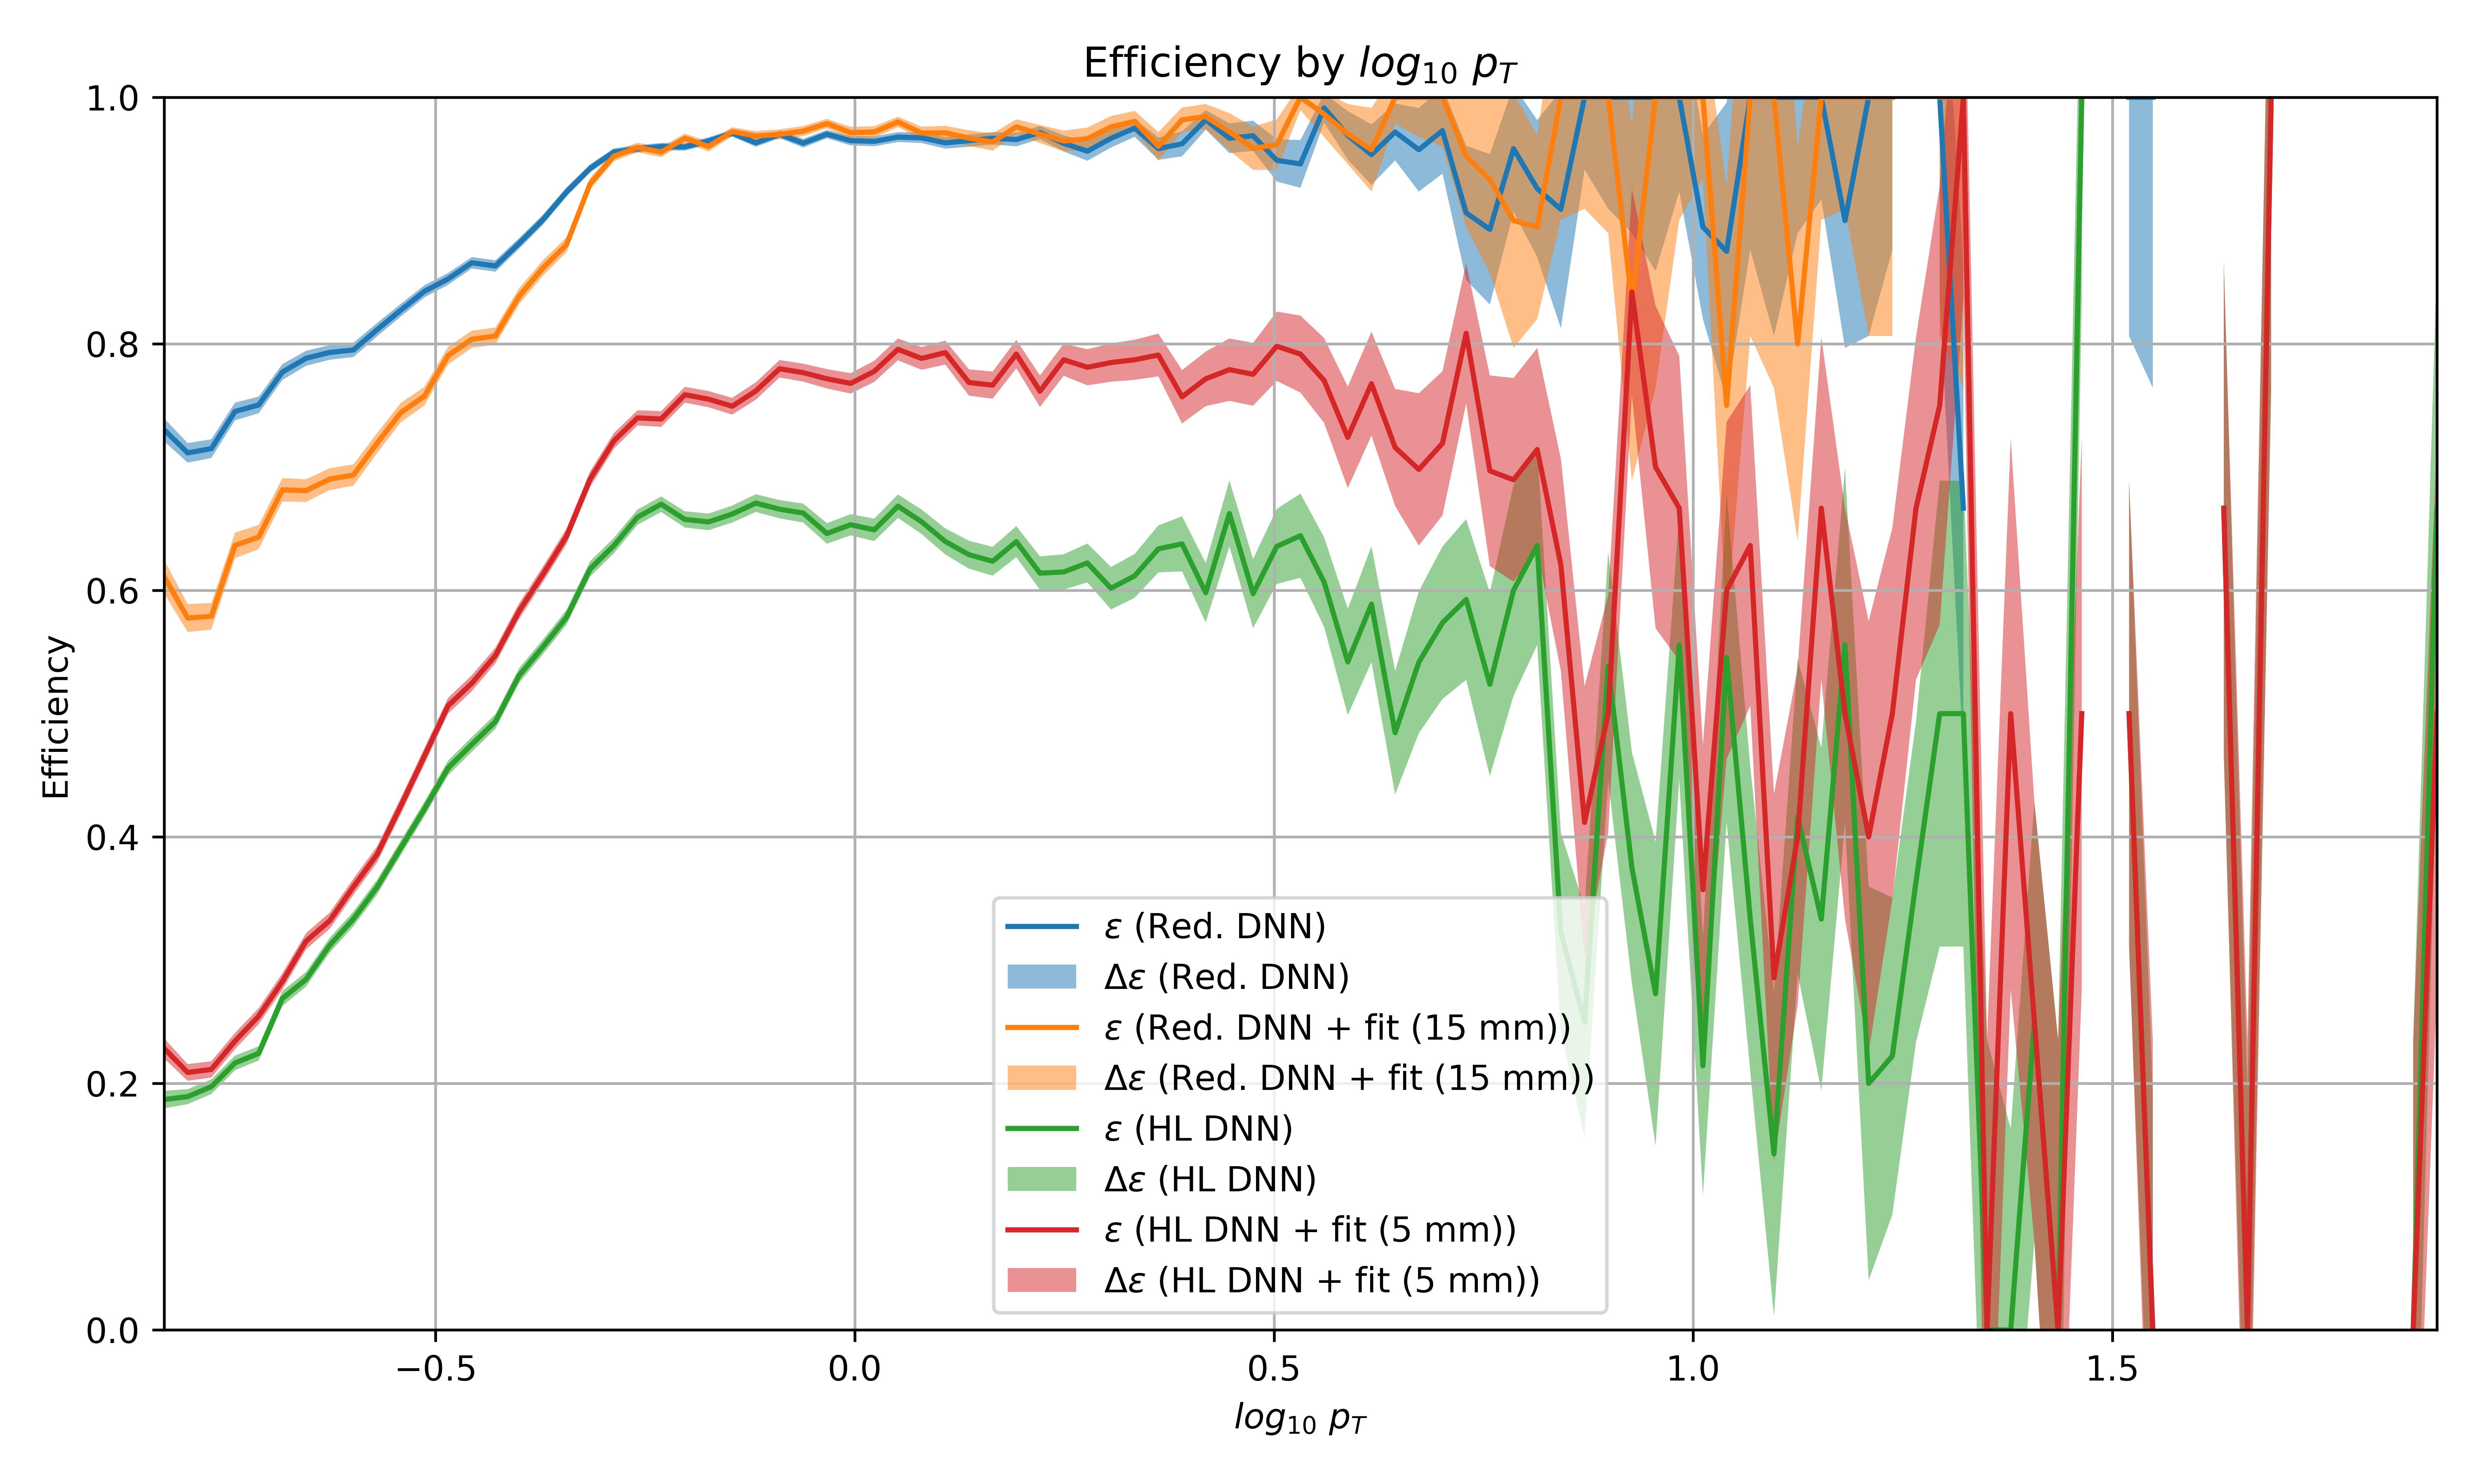 Efficiency by log₁₀ p_T
1.0
0.8
0.6
0.4
0.2
0.0
Efficiency
ε (Red. DNN)
Δε (Red. DNN)
ε (Red. DNN + fit (15 mm))
Δε (Red. DNN + fit (15 mm))
ε (HL DNN)
Δε (HL DNN)
ε (HL DNN + fit (5 mm))
Δε (HL DNN + fit (5 mm))
−0.5 0.0 0.5 1.0 1.5
log₁₀ p_T